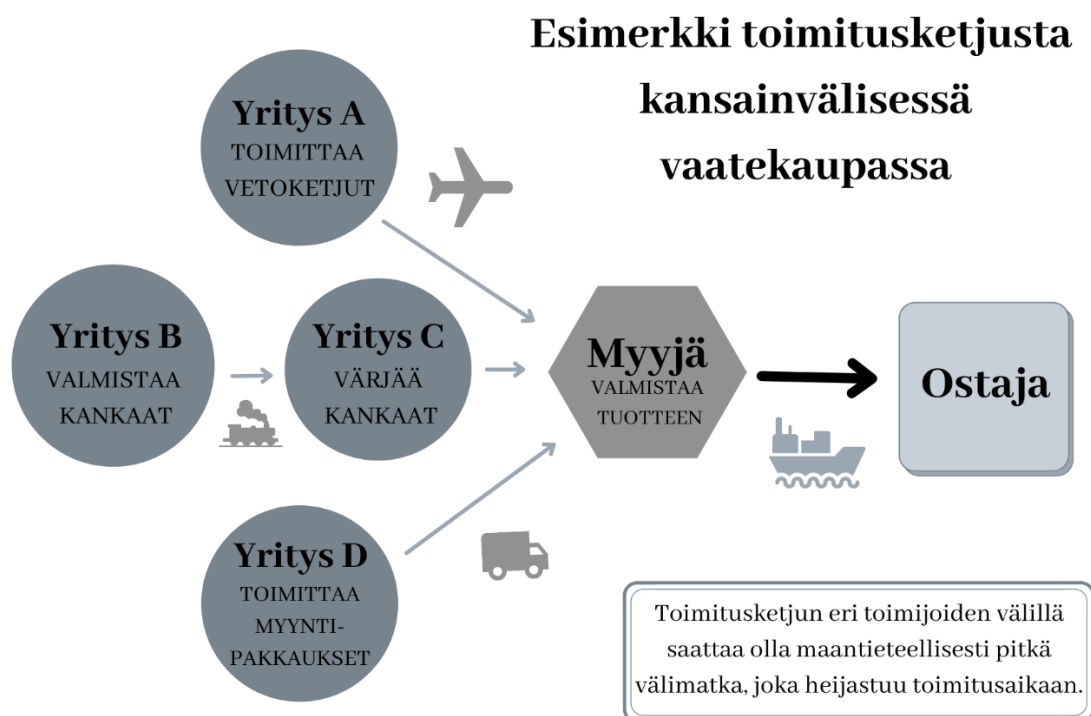 Esimerkki toimitusketjusta
kansainvälisessä
vaatekaupassa
Yritys A
TOIMITTAA
VETOKETJUT
Yritys B
VALMISTAA
KANKAAT
Yritys C
VÄRJÄÄ
KANKAAT
Myyjä
VALMISTAA
TUOTTEEN
Ostaja
Yritys D
TOIMITTAA
MYYNTI-
PAKKAUKSET
Toimitusketjun eri toimijoiden välillä
saattaa olla maantieteellisesti pitkä
välimatka, joka heijastuu toimitusaikaan.